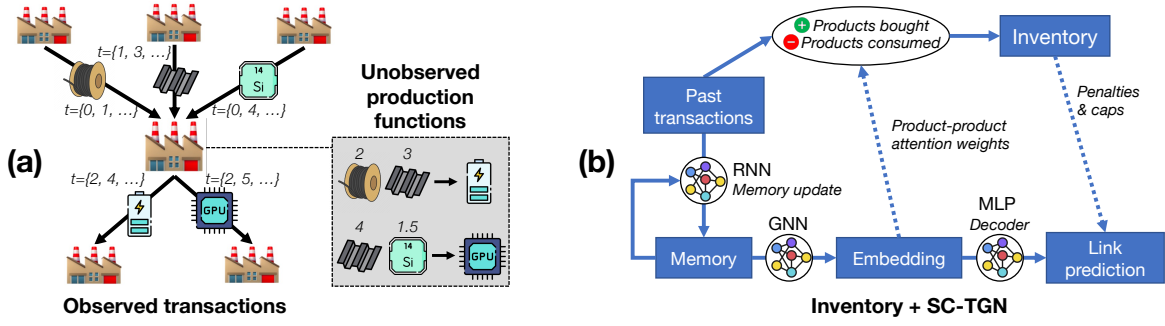 (a)
t={1, 3, …}
t={0, 1, …}
14
Si
t={0, 4, …}
t={2, 4, …}
t={2, 5, …}
GPU
Observed transactions
Unobserved
production
functions
2
3
4
1.5
14
Si
GPU
(b)
Past
transactions
+ Products bought
− Products consumed
Inventory
Penalties
& caps
Product-product
attention weights
RNN
Memory update
Memory
GNN
Embedding
MLP
Decoder
Link
prediction
Inventory + SC-TGN